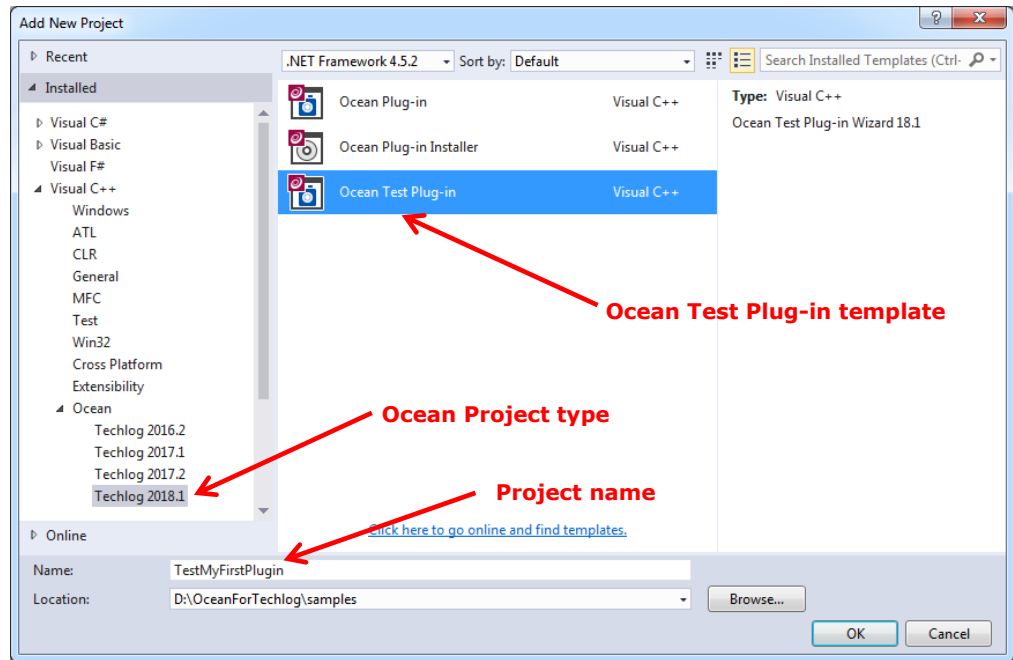 Add New Project
Recent
.NET Framework 4.5.2 Sort by: Default
Search Installed Templates (Ctrl-
Installed
Visual C#
Visual Basic
Visual F#
Visual C++
Windows
ATL
CLR
General
MFC
Test
Win32
Cross Platform
Extensibility
Ocean
Techlog 2016.2
Techlog 2017.1
Techlog 2017.2
Techlog 2018.1
Online
Ocean Plug-in Visual C++
Ocean Plug-in Installer Visual C++
Ocean Test Plug-in Visual C++
Type: Visual C++
Ocean Test Plug-in Wizard 18.1
Ocean Test Plug-in template
Ocean Project type
Project name
Click here to go online and find templates.
Name: TestMyFirstPlugin
Location: D:\OceanForTechlog\samples
Browse...
OK Cancel